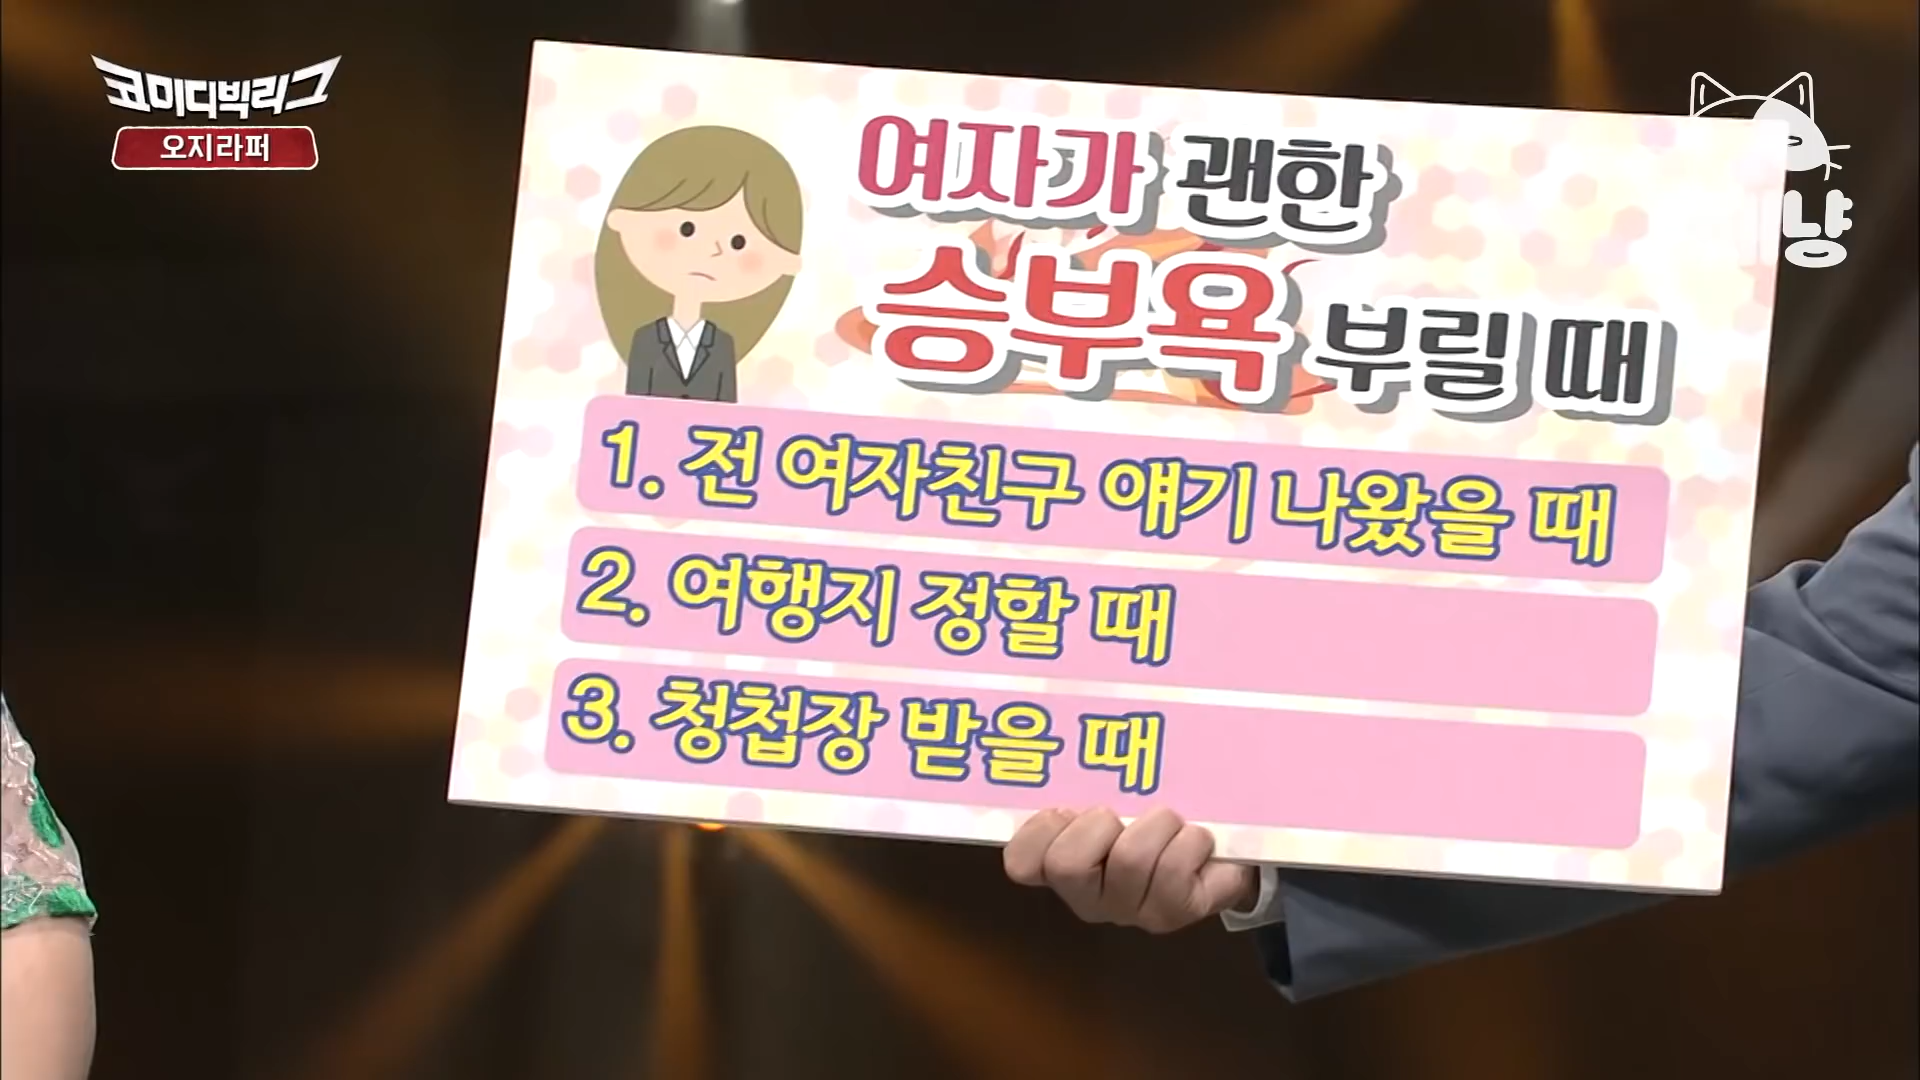 코미디빅리그
오지라퍼
여자가 괜한
승부욕 부릴 때
1. 전 여자친구 얘기 나왔을 때
2. 여행지 정할 때
3. 청첩장 받을 때
냥